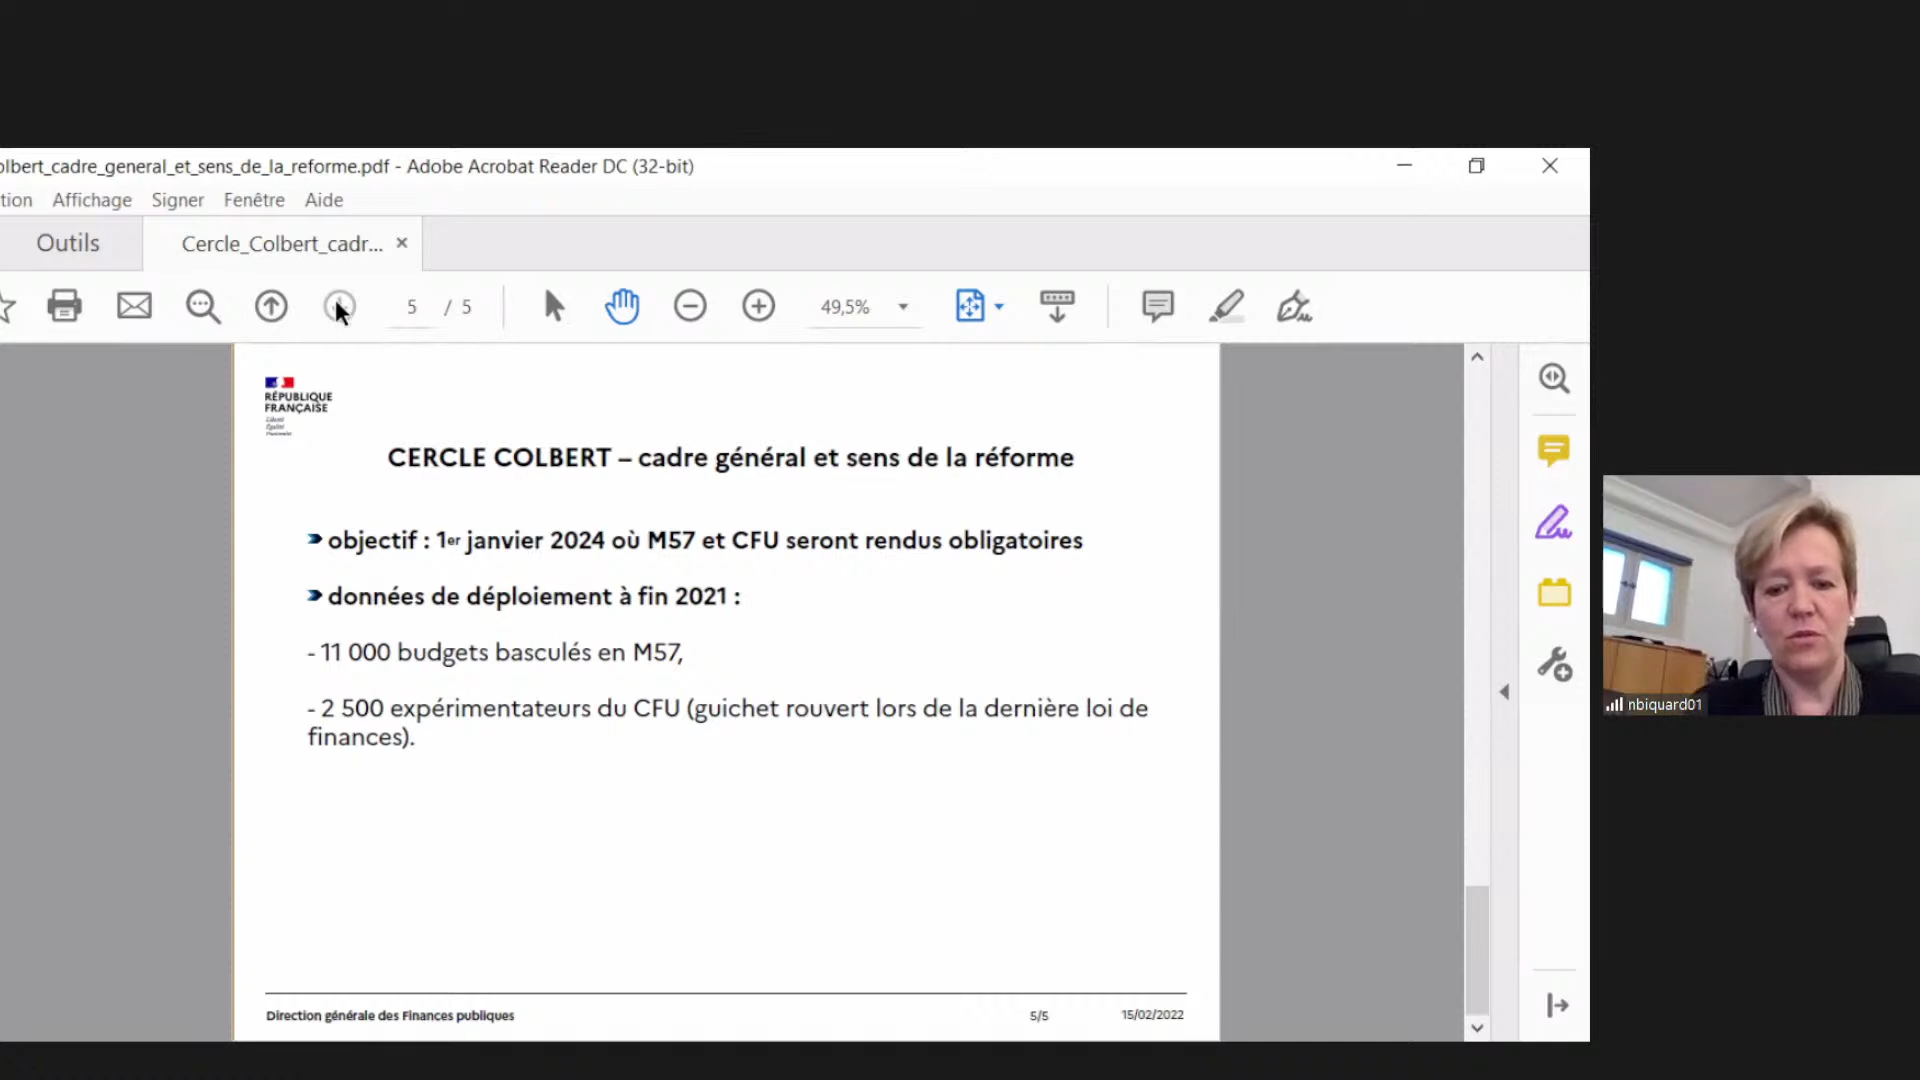 olbert_cadre_general_et_sens_de_la_reforme.pdf - Adobe Acrobat Reader DC (32-bit)
tion Affichage Signer Fenêtre Aide
Outils Cercle_Colbert_cadr...
5 / 5 49,5%
RÉPUBLIQUE
FRANÇAISE
Liberté
Égalité
Fraternité
CERCLE COLBERT – cadre général et sens de la réforme
objectif : 1er janvier 2024 où M57 et CFU seront rendus obligatoires
données de déploiement à fin 2021 :
- 11 000 budgets basculés en M57,
- 2 500 expérimentateurs du CFU (guichet rouvert lors de la dernière loi de
finances).
Direction générale des Finances publiques 5/5 15/02/2022
nbiquard01